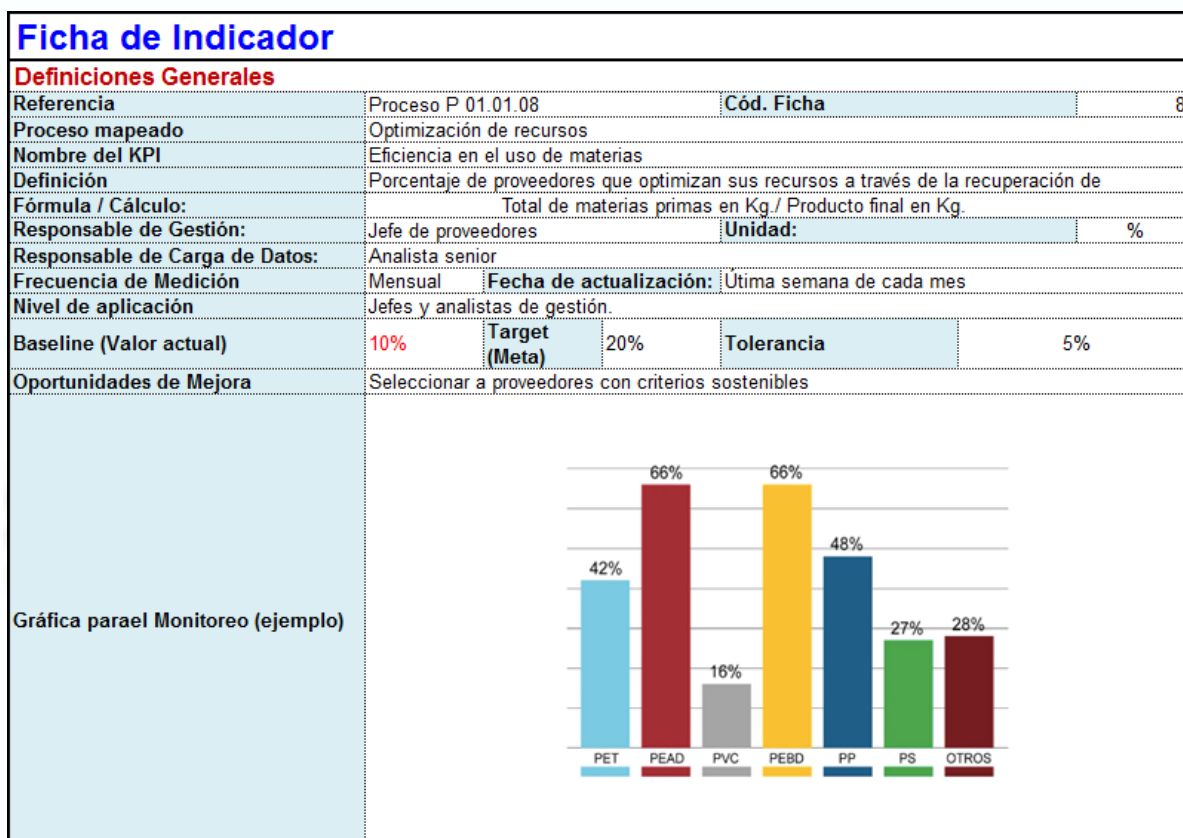 Ficha de Indicador
Definiciones Generales
Referencia Proceso P 01.01.08 Cód. Ficha 8
Proceso mapeado Optimización de recursos
Nombre del KPI Eficiencia en el uso de materias
Definición Porcentaje de proveedores que optimizan sus recursos a través de la recuperación de
Fórmula / Cálculo: Total de materias primas en Kg./ Producto final en Kg.
Responsable de Gestión: Jefe de proveedores Unidad: %
Responsable de Carga de Datos: Analista senior
Frecuencia de Medición Mensual Fecha de actualización: Útima semana de cada mes
Nivel de aplicación Jefes y analistas de gestión.
Baseline (Valor actual) 10% Target (Meta) 20% Tolerancia 5%
Oportunidades de Mejora Seleccionar a proveedores con criterios sostenibles
Gráfica parael Monitoreo (ejemplo)
42% 66% 16% 66% 48% 27% 28%
PET PEAD PVC PEBD PP PS OTROS